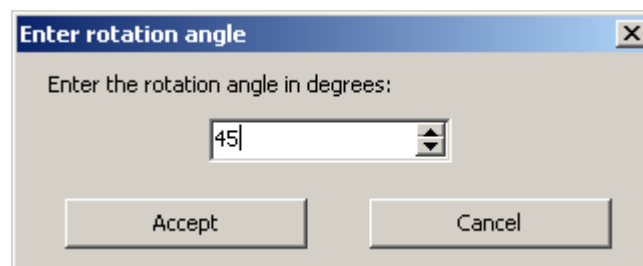 Enter rotation angle
Enter the rotation angle in degrees:
45
Accept Cancel